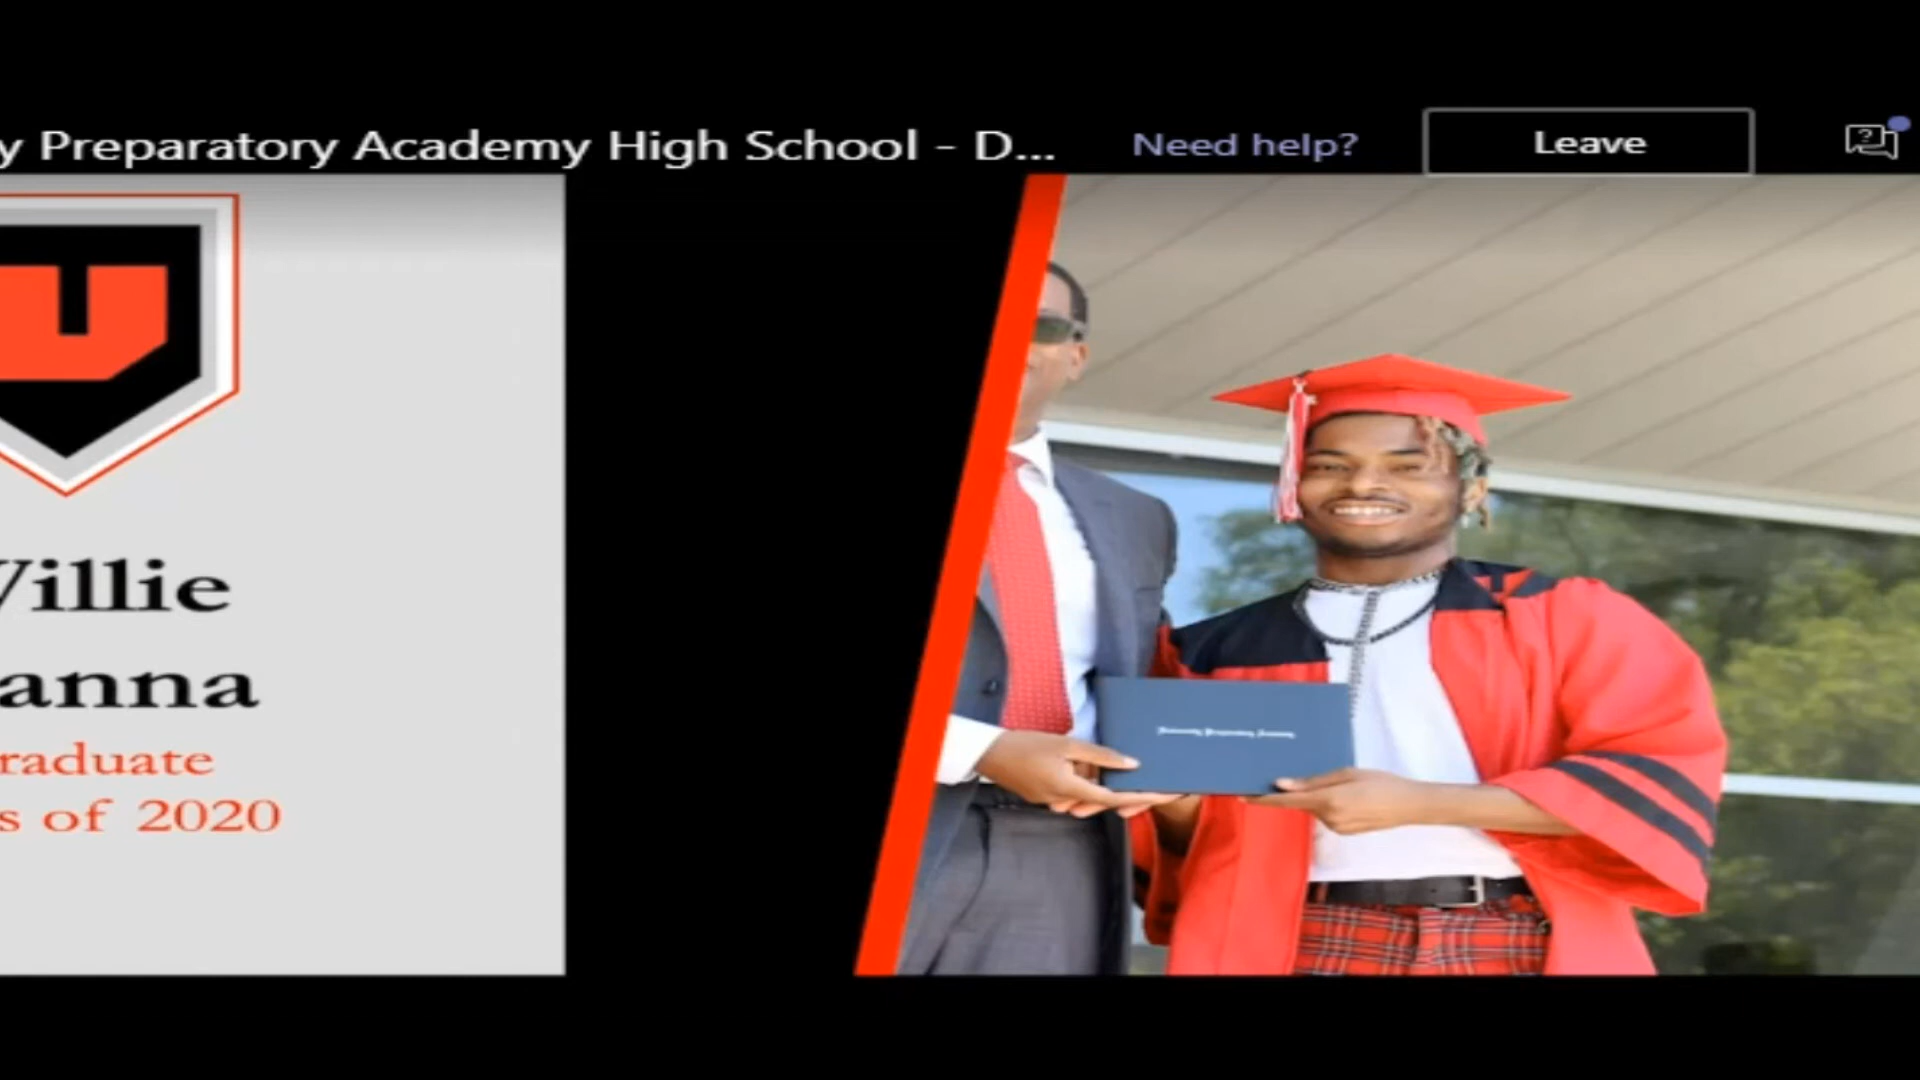 y Preparatory Academy High School - D...
Need help?
Leave
Villie
anna
raduate
s of 2020